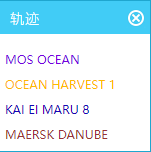 轨迹
MOS OCEAN
OCEAN HARVEST 1
KAI EI MARU 8
MAERSK DANUBE